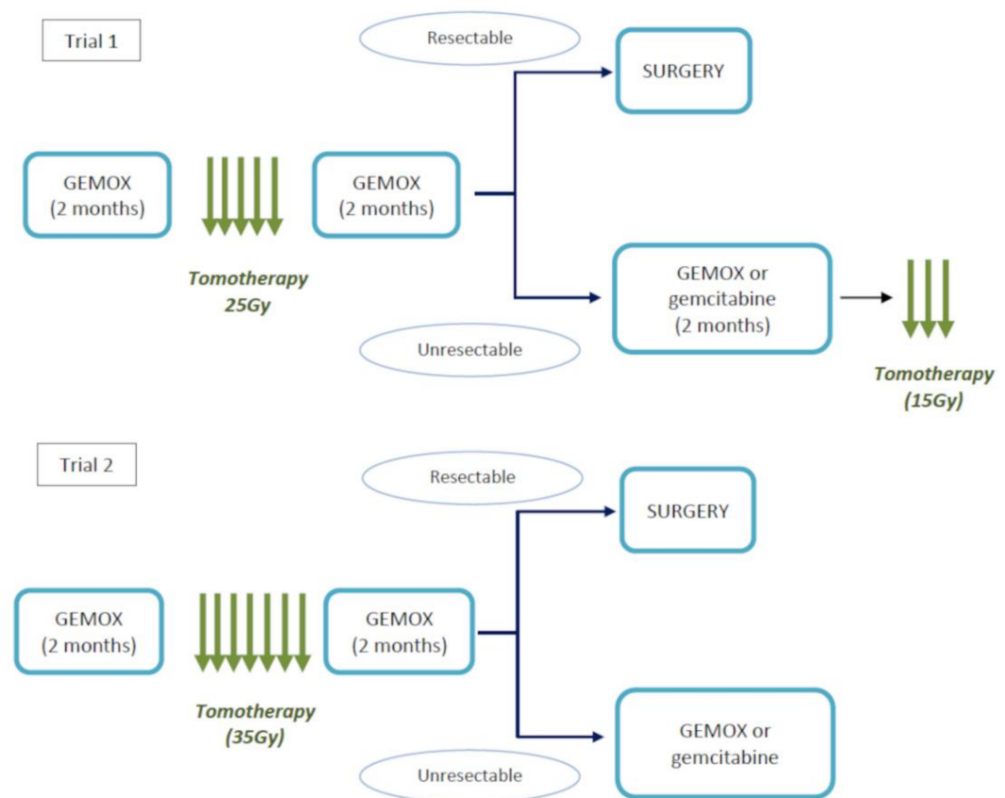 Trial 1
Resectable
SURGERY
GEMOX
(2 months)
Tomotherapy
25Gy
GEMOX
(2 months)
GEMOX or
gemcitabine
(2 months)
Unresectable
Tomotherapy
(15Gy)
Trial 2
Resectable
SURGERY
GEMOX
(2 months)
Tomotherapy
(35Gy)
GEMOX
(2 months)
GEMOX or
gemcitabine
Unresectable